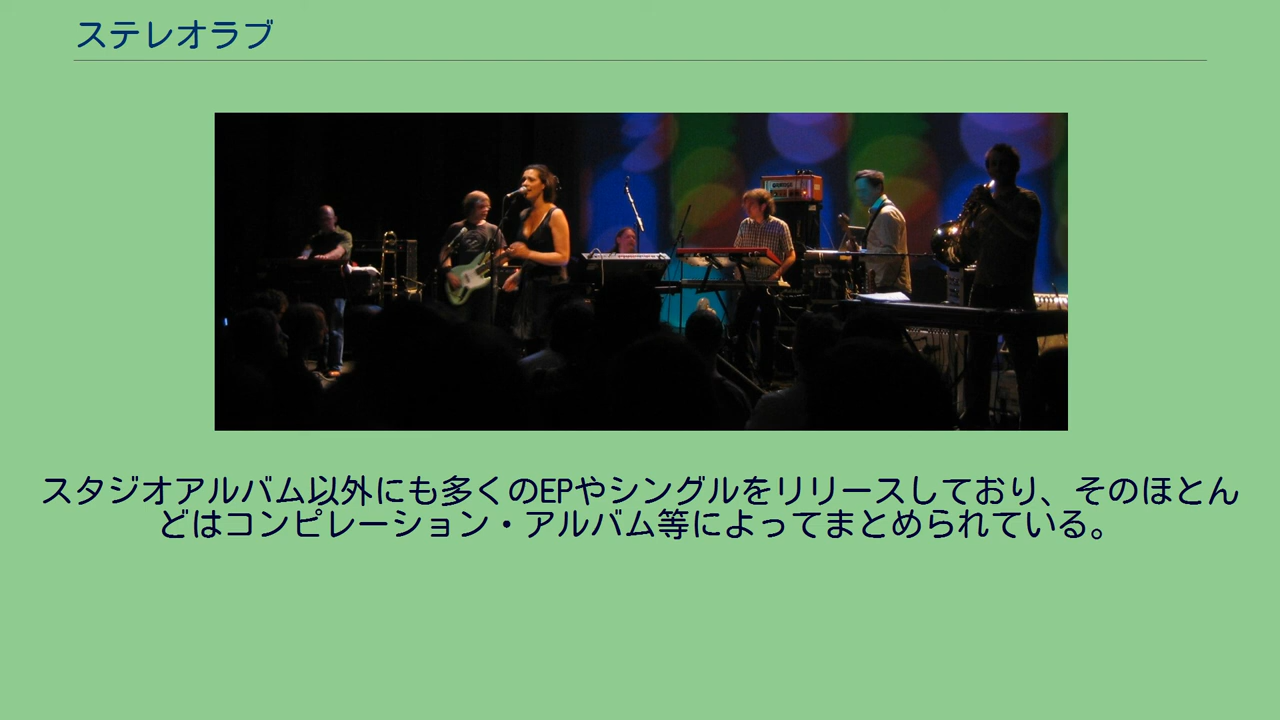 ステレオラブ
スタジオアルバム以外にも多くのEPやシングルをリリースしており、そのほとん
どはコンピレーション・アルバム等によってまとめられている。